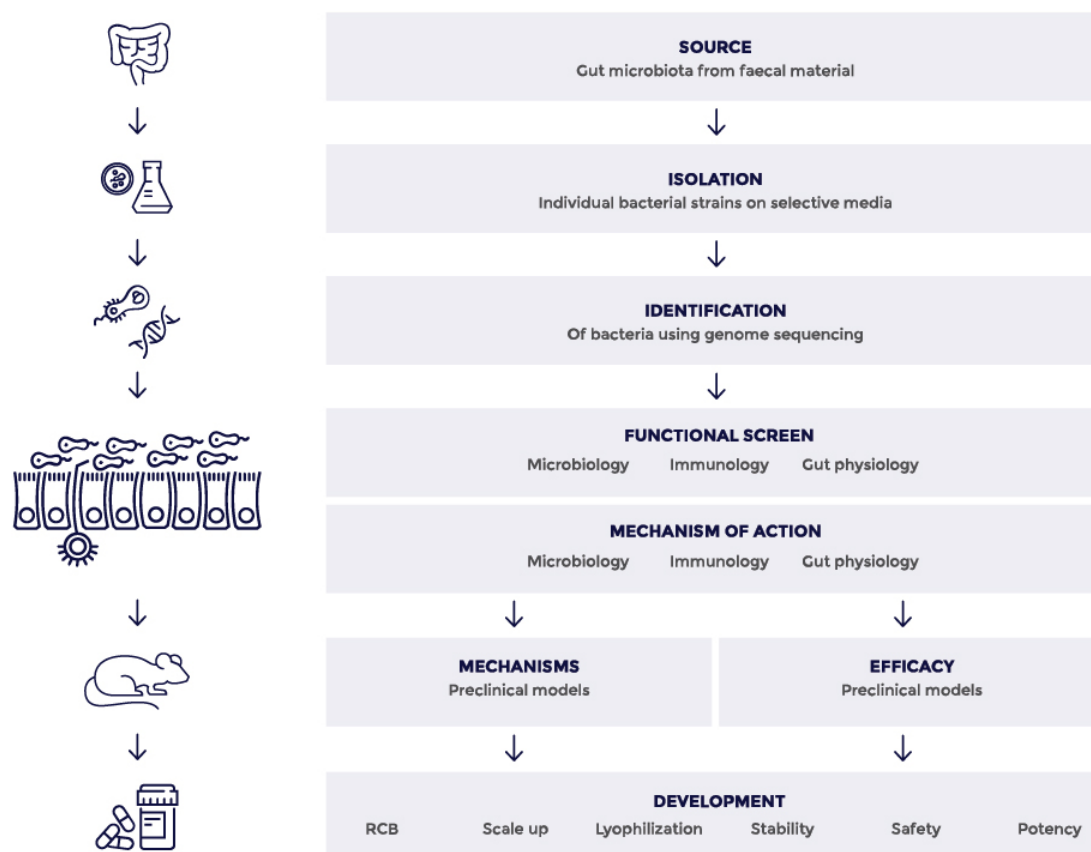 SOURCE
Gut microbiota from faecal material
ISOLATION
Individual bacterial strains on selective media
IDENTIFICATION
Of bacteria using genome sequencing
FUNCTIONAL SCREEN
Microbiology Immunology Gut physiology
MECHANISM OF ACTION
Microbiology Immunology Gut physiology
MECHANISMS EFFICACY
Preclinical models Preclinical models
DEVELOPMENT
RCB Scale up Lyophilization Stability Safety Potency